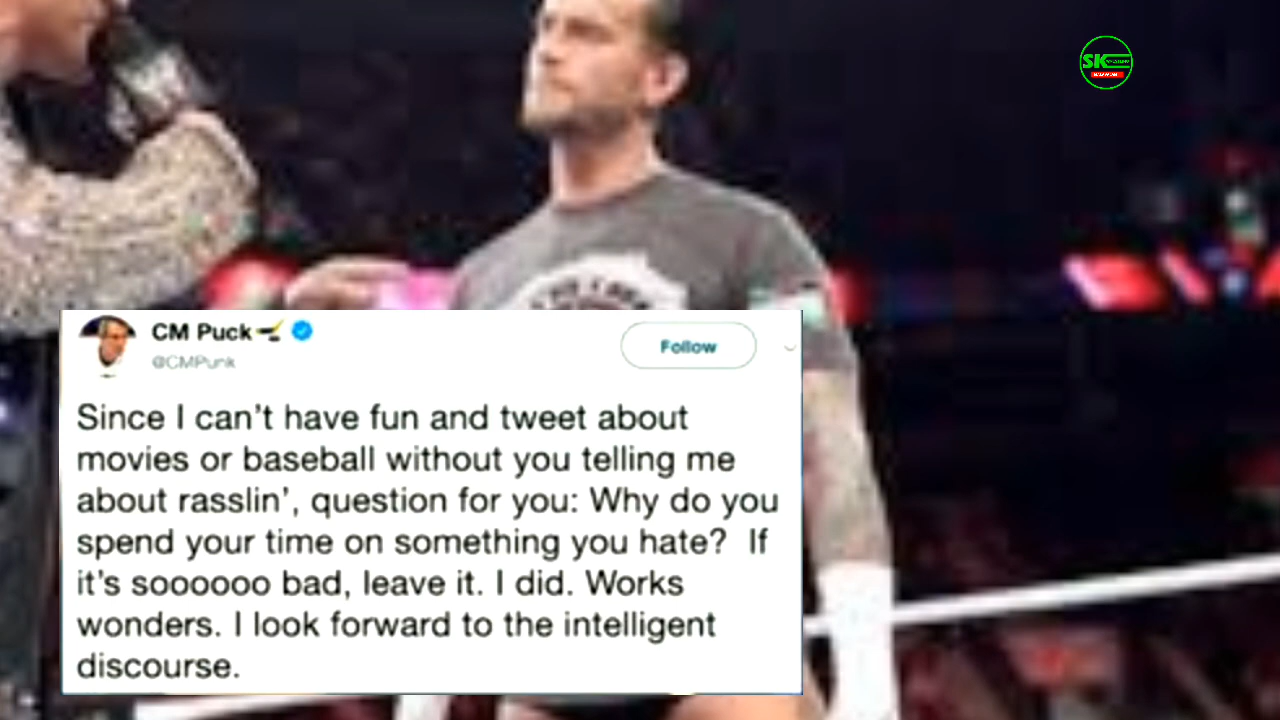 SK
CM Puck
@CMPunk
Follow
Since I can't have fun and tweet about
movies or baseball without you telling me
about rasslin', question for you: Why do you
spend your time on something you hate?  If
it's soooooo bad, leave it. I did. Works
wonders. I look forward to the intelligent
discourse.